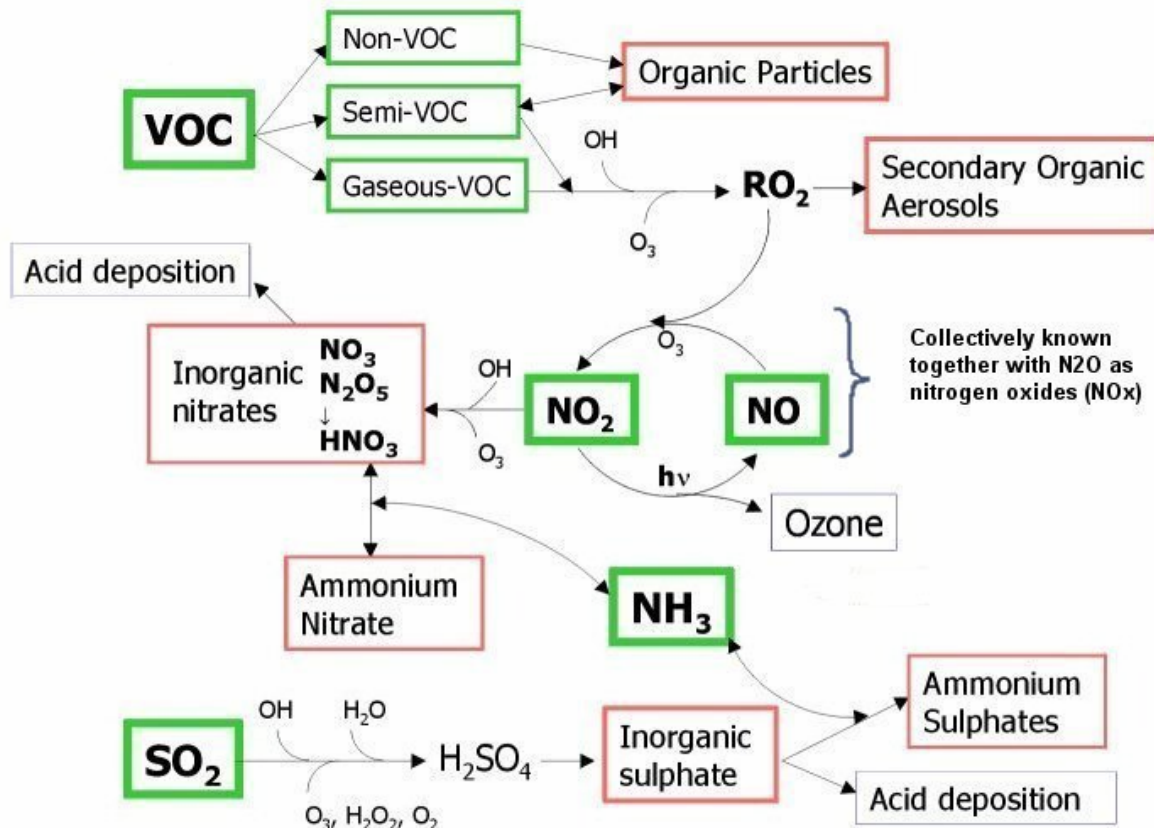 Non-VOC
Organic Particles
VOC
Semi-VOC
OH
Gaseous-VOC
RO₂
Secondary Organic
Aerosols
O₃
Acid deposition
Inorganic
nitrates
NO₃
N₂O₅
↓
HNO₃
OH
O₃
NO₂
O₃
NO
hν
Collectively known
together with N2O as
nitrogen oxides (NOx)
Ozone
Ammonium
Nitrate
NH₃
Ammonium
Sulphates
SO₂
OH
H₂O
O₃, H₂O₂, O₂
H₂SO₄
Inorganic
sulphate
Acid deposition